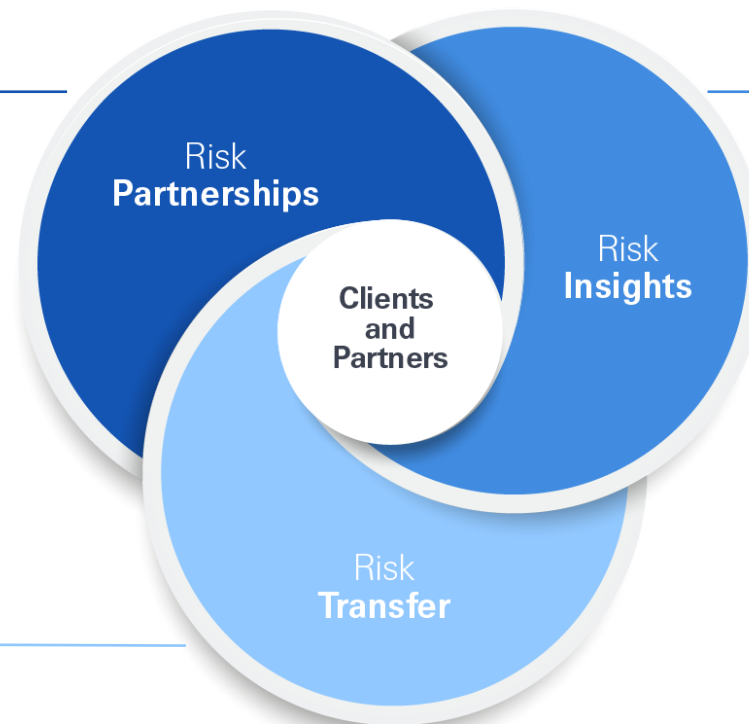 Risk
Partnerships
Risk
Insights
Clients
and
Partners
Risk
Transfer